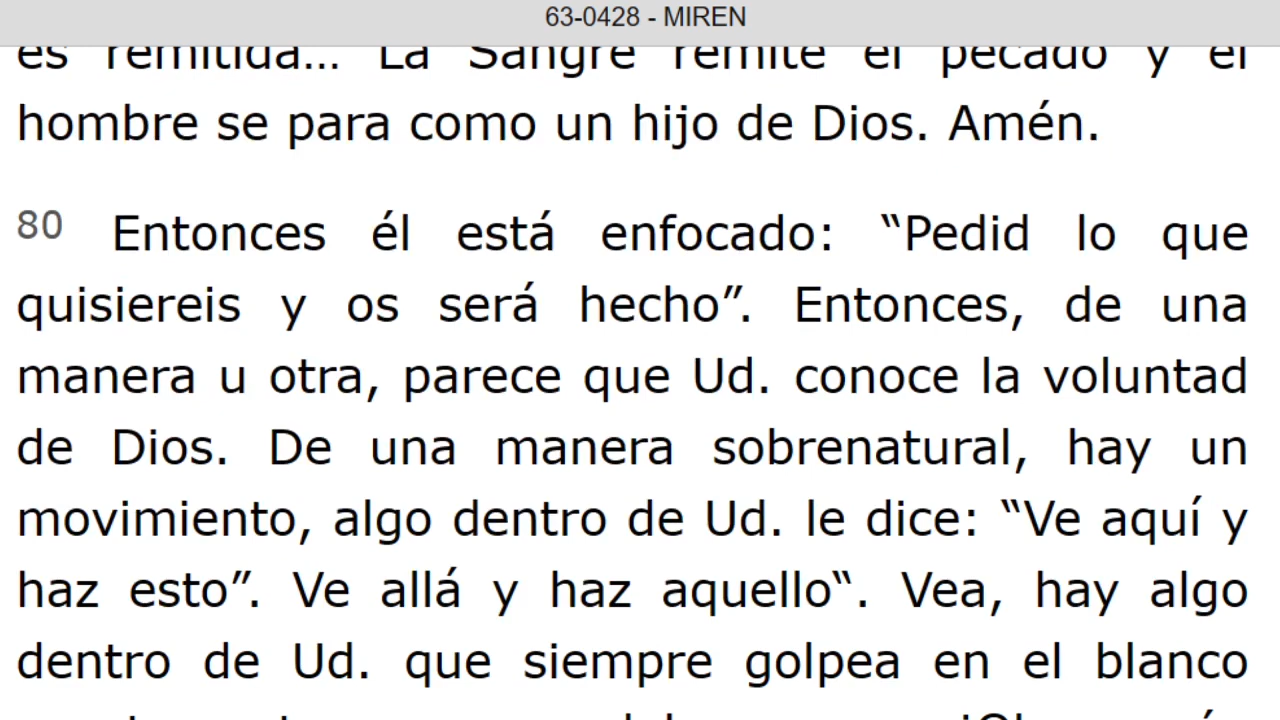 63-0428 - MIREN
es remitida... La Sangre remite el pecado y el
hombre se para como un hijo de Dios. Amén.
80 Entonces él está enfocado: “Pedid lo que
quisiereis y os será hecho”. Entonces, de una
manera u otra, parece que Ud. conoce la voluntad
de Dios. De una manera sobrenatural, hay un
movimiento, algo dentro de Ud. le dice: “Ve aquí y
haz esto”. Ve allá y haz aquello“. Vea, hay algo
dentro de Ud. que siempre golpea en el blanco